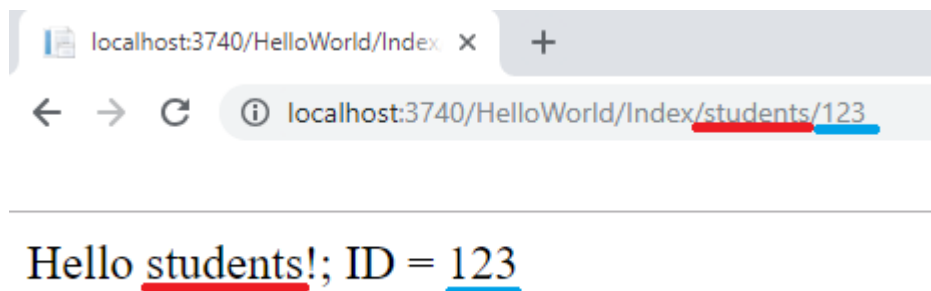 localhost:3740/HelloWorld/Index
localhost:3740/HelloWorld/Index/students/123
Hello students!; ID = 123